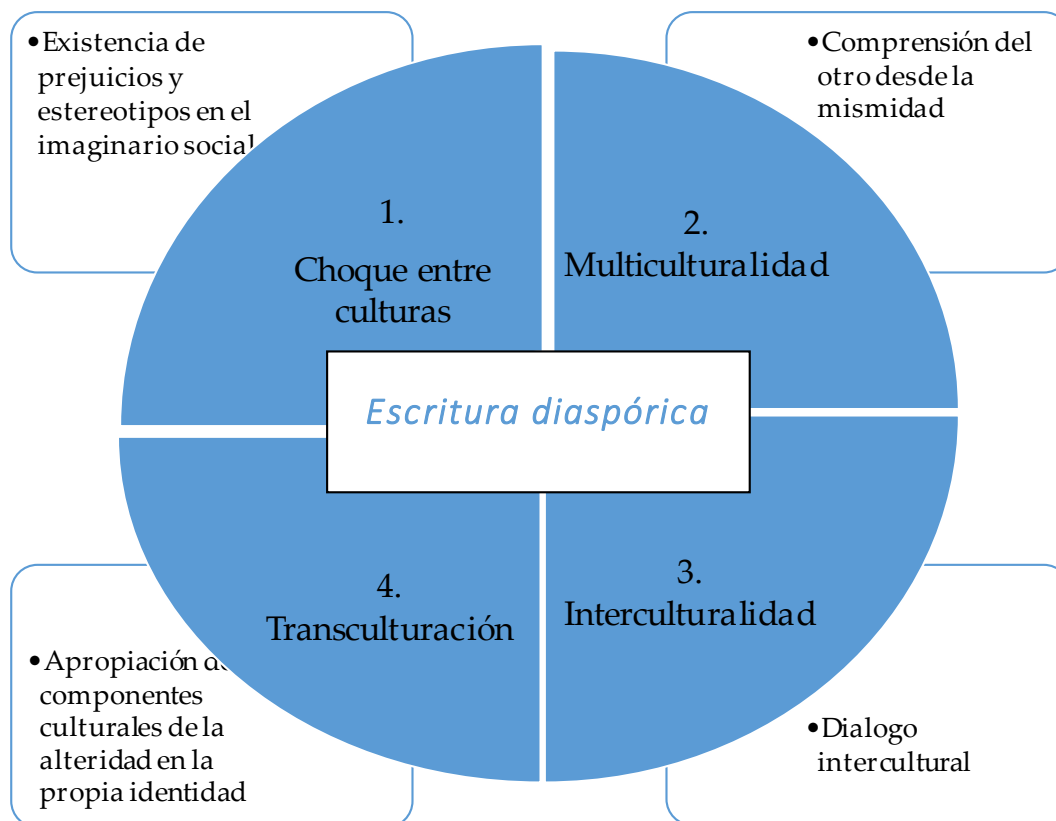 •Existencia de
prejuicios y
estereotipos en el
imaginario social
•Comprensión del
otro desde la
mismidad
1.
Choque entre
culturas
2.
Multiculturalidad
Escritura diaspórica
4.
Transculturación
3.
Interculturalidad
•Apropiación de
componentes
culturales de la
alteridad en la
propia identidad
•Dialogo
intercultural